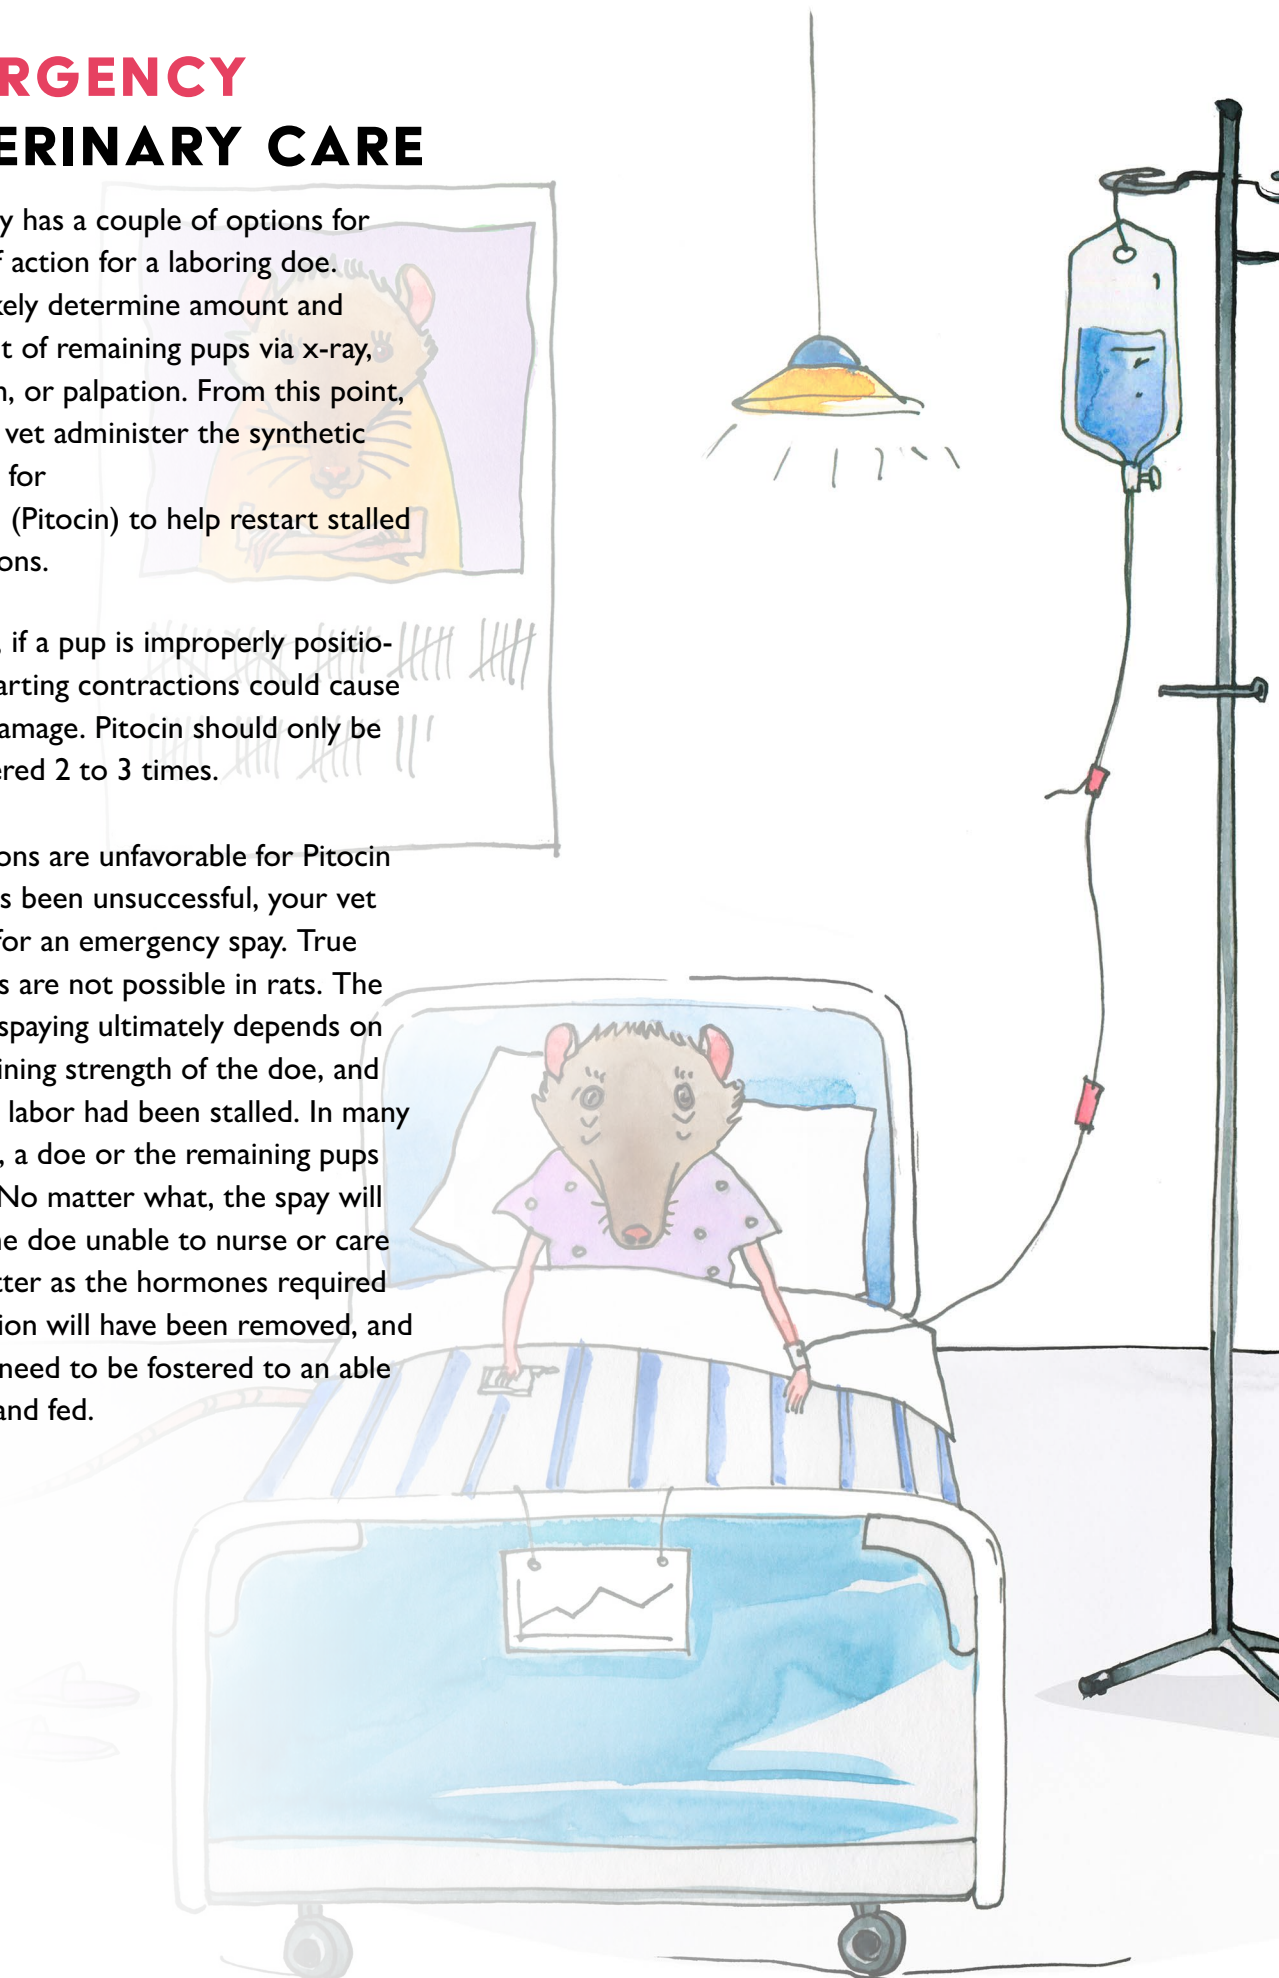 RGENCY
ERINARY CARE
y has a couple of options for
f action for a laboring doe.
kely determine amount and
t of remaining pups via x-ray,
n, or palpation. From this point,
vet administer the synthetic
for
(Pitocin) to help restart stalled
ons.
, if a pup is improperly positio-
arting contractions could cause
amage. Pitocin should only be
ered 2 to 3 times.
ons are unfavorable for Pitocin
s been unsuccessful, your vet
for an emergency spay. True
s are not possible in rats. The
spaying ultimately depends on
ining strength of the doe, and
labor had been stalled. In many
, a doe or the remaining pups
No matter what, the spay will
ne doe unable to nurse or care
tter as the hormones required
tion will have been removed, and
need to be fostered to an able
and fed.